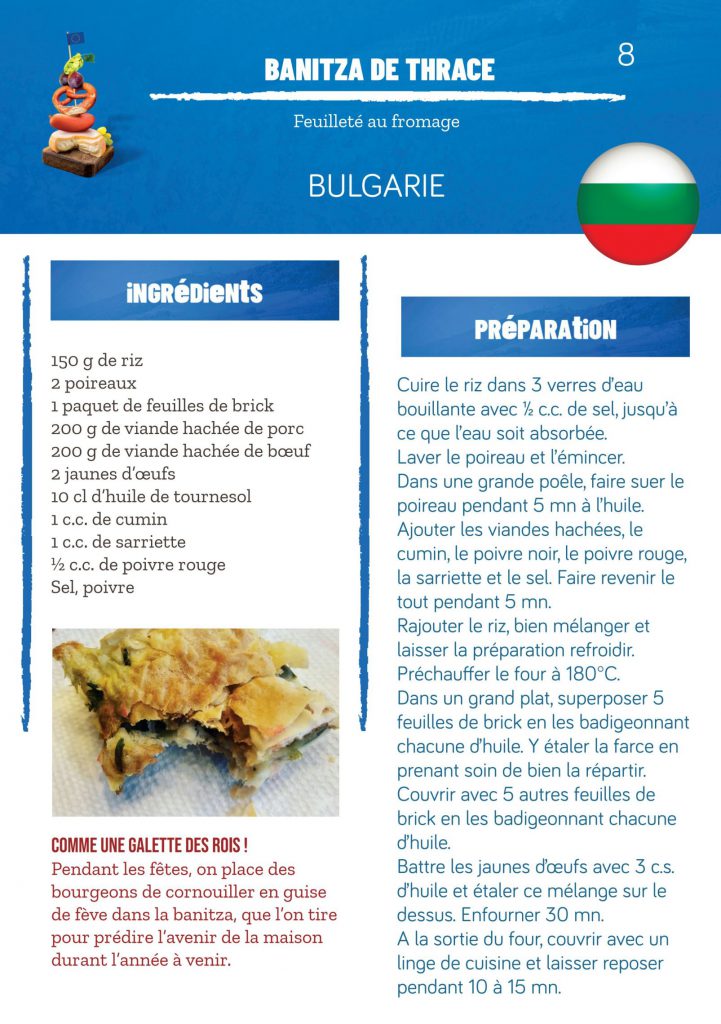 BANITZA DE THRACE
8
Feuilleté au fromage
BULGARIE
iNGRéDieNtS
150 g de riz
2 poireaux
1 paquet de feuilles de brick
200 g de viande hachée de porc
200 g de viande hachée de bœuf
2 jaunes d’œufs
10 cl d’huile de tournesol
1 c.c. de cumin
1 c.c. de sarriette
½ c.c. de poivre rouge
Sel, poivre
COMME UNE GALETTE DES ROIS !
Pendant les fêtes, on place des
bourgeons de cornouiller en guise
de fève dans la banitza, que l’on tire
pour prédire l’avenir de la maison
durant l’année à venir.
PRéPARAtiON
Cuire le riz dans 3 verres d’eau
bouillante avec ½ c.c. de sel, jusqu’à
ce que l’eau soit absorbée.
Laver le poireau et l’émincer.
Dans une grande poêle, faire suer le
poireau pendant 5 mn à l’huile.
Ajouter les viandes hachées, le
cumin, le poivre noir, le poivre rouge,
la sarriette et le sel. Faire revenir le
tout pendant 5 mn.
Rajouter le riz, bien mélanger et
laisser la préparation refroidir.
Préchauffer le four à 180°C.
Dans un grand plat, superposer 5
feuilles de brick en les badigeonnant
chacune d’huile. Y étaler la farce en
prenant soin de bien la répartir.
Couvrir avec 5 autres feuilles de
brick en les badigeonnant chacune
d’huile.
Battre les jaunes d’œufs avec 3 c.s.
d’huile et étaler ce mélange sur le
dessus. Enfourner 30 mn.
A la sortie du four, couvrir avec un
linge de cuisine et laisser reposer
pendant 10 à 15 mn.